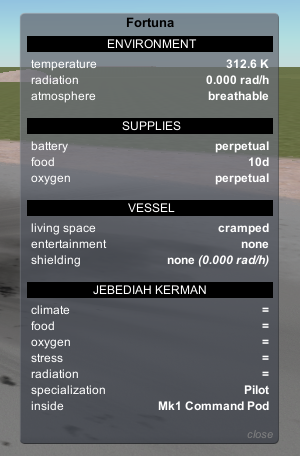 Fortuna
ENVIRONMENT
temperature 312.6 K
radiation 0.000 rad/h
atmosphere breathable
SUPPLIES
battery perpetual
food 10d
oxygen perpetual
VESSEL
living space cramped
entertainment none
shielding none (0.000 rad/h)
JEBEDIAH KERMAN
climate =
food =
oxygen =
stress =
radiation =
specialization Pilot
inside Mk1 Command Pod
close